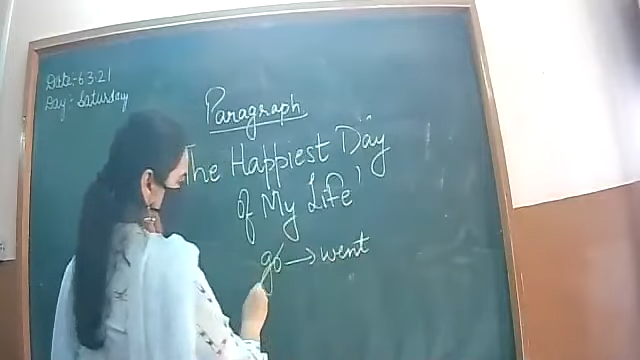 Date:-6.3.21
Day:- Saturday
Paragraph
The Happiest Day
of My Life'
go → went